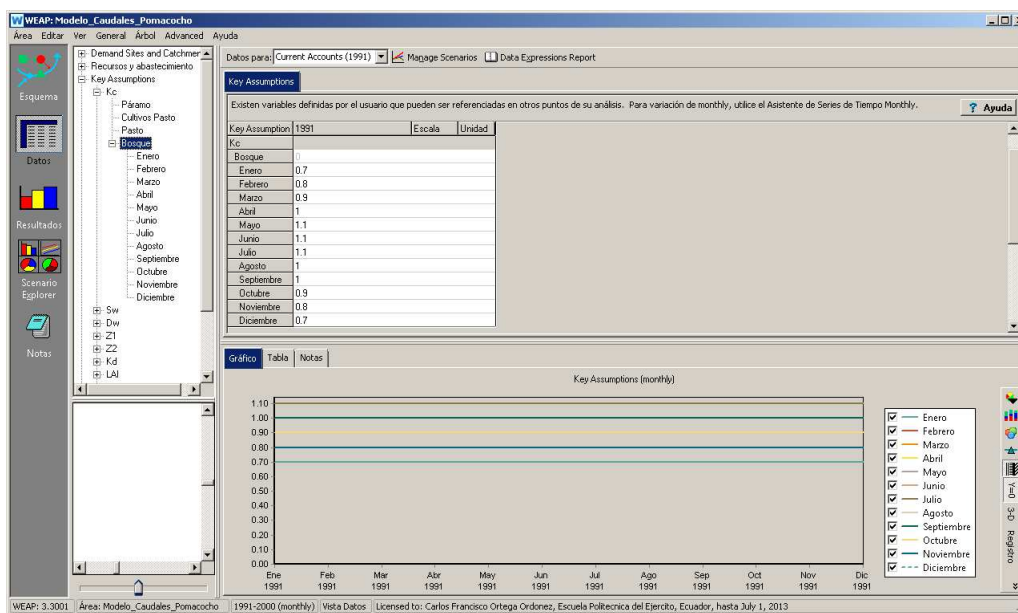 WEAP: Modelo_Caudales_Pomacocho
Área Editar Ver General Árbol Advanced Ayuda
Esquema
Datos
Resultados
Scenario Explorer
Notas
Demand Sites and Catchmer
Recursos y abastecimiento
Key Assumptions
Kc
Páramo
Cultivos Pasto
Pasto
Bosque
Enero
Febrero
Marzo
Abril
Mayo
Junio
Julio
Agosto
Septiembre
Octubre
Noviembre
Diciembre
Sw
Dw
Z1
Z2
Kd
LAI
Datos para: Current Accounts (1991) Manage Scenarios Data Expressions Report
Key Assumptions
Existen variables definidas por el usuario que pueden ser referenciadas en otros puntos de su análisis. Para variación de monthly, utilice el Asistente de Series de Tiempo Monthly.
? Ayuda
Key Assumption 1991 Escala Unidad
Kc
Bosque 0
Enero 0.7
Febrero 0.8
Marzo 0.9
Abril 1
Mayo 1.1
Junio 1.1
Julio 1.1
Agosto 1
Septiembre 1
Octubre 0.9
Noviembre 0.8
Diciembre 0.7
Gráfico Tabla Notas
Key Assumptions (monthly)
1.10
1.00
0.90
0.80
0.70
0.60
0.50
0.40
0.30
0.20
0.10
0.00
Ene Feb Mar Abr May Jun Jul Ago Sep Oct Nov Dic
1991 1991 1991 1991 1991 1991 1991 1991 1991 1991 1991 1991
Enero
Febrero
Marzo
Abril
Mayo
Junio
Julio
Agosto
Septiembre
Octubre
Noviembre
Diciembre
Y=0
3-D
Registro
WEAP: 3.3001 Área: Modelo_Caudales_Pomacocho 1991-2000 (monthly) Vista Datos Licensed to: Carlos Francisco Ortega Ordonez, Escuela Politecnica del Ejercito, Ecuador, hasta July 1, 2013